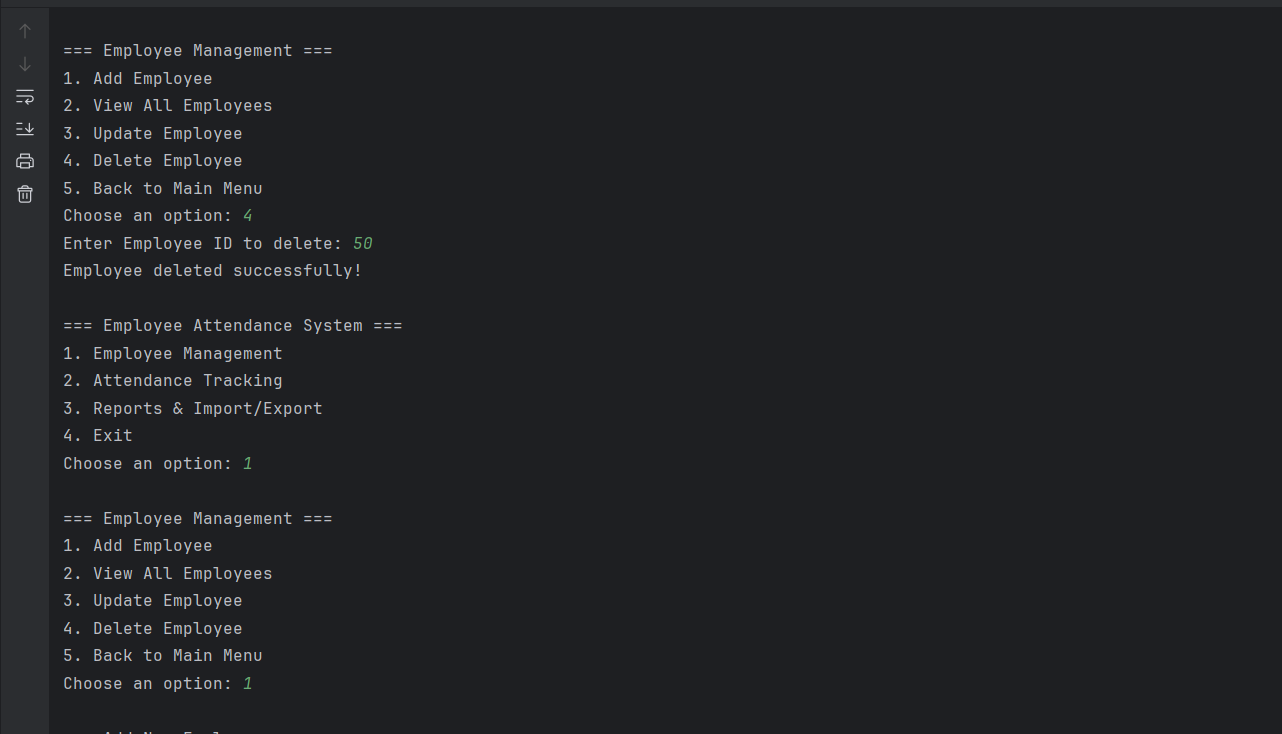 === Employee Management ===
1. Add Employee
2. View All Employees
3. Update Employee
4. Delete Employee
5. Back to Main Menu
Choose an option: 4
Enter Employee ID to delete: 50
Employee deleted successfully!
=== Employee Attendance System ===
1. Employee Management
2. Attendance Tracking
3. Reports & Import/Export
4. Exit
Choose an option: 1
=== Employee Management ===
1. Add Employee
2. View All Employees
3. Update Employee
4. Delete Employee
5. Back to Main Menu
Choose an option: 1